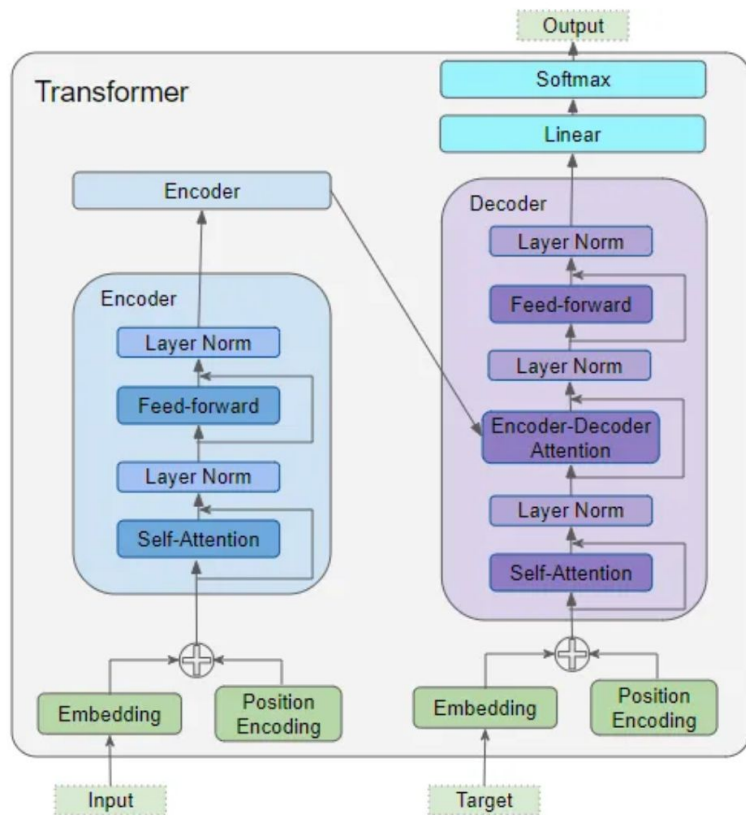 Output
Transformer
Softmax
Linear
Encoder
Encoder
Layer Norm
Feed-forward
Layer Norm
Self-Attention
Decoder
Layer Norm
Feed-forward
Layer Norm
Encoder-Decoder
Attention
Layer Norm
Self-Attention
Embedding
Position
Encoding
Embedding
Position
Encoding
Input
Target